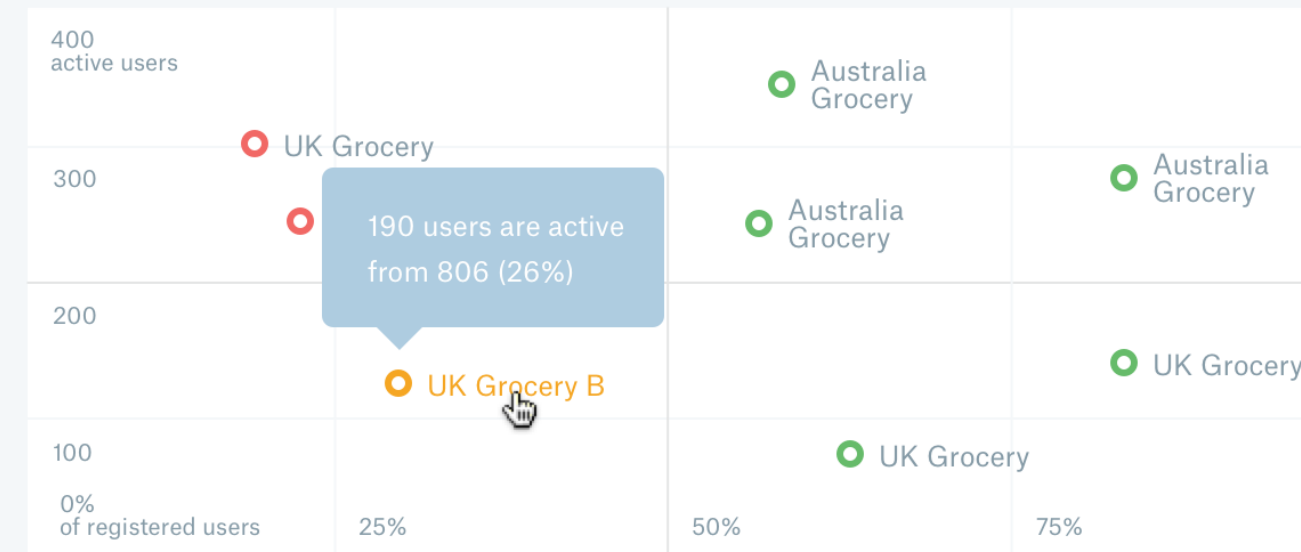 400
active users
Australia
Grocery
UK Grocery
300
Australia
Grocery
190 users are active
from 806 (26%)
Australia
Grocery
200
UK Grocery B
UK Grocery
100
UK Grocery
0%
of registered users
25%
50%
75%